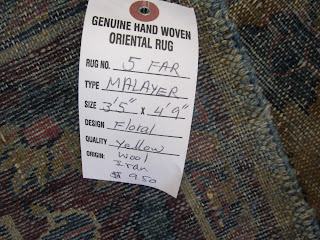 GENUINE HAND WOVEN
ORIENTAL RUG
RUG NO. 5 FAR
TYPE MALAYER
SIZE 3'5" x 4'9"
DESIGN Floral
QUALITY Yellow
ORIGIN: Wool
Iran
$ 950